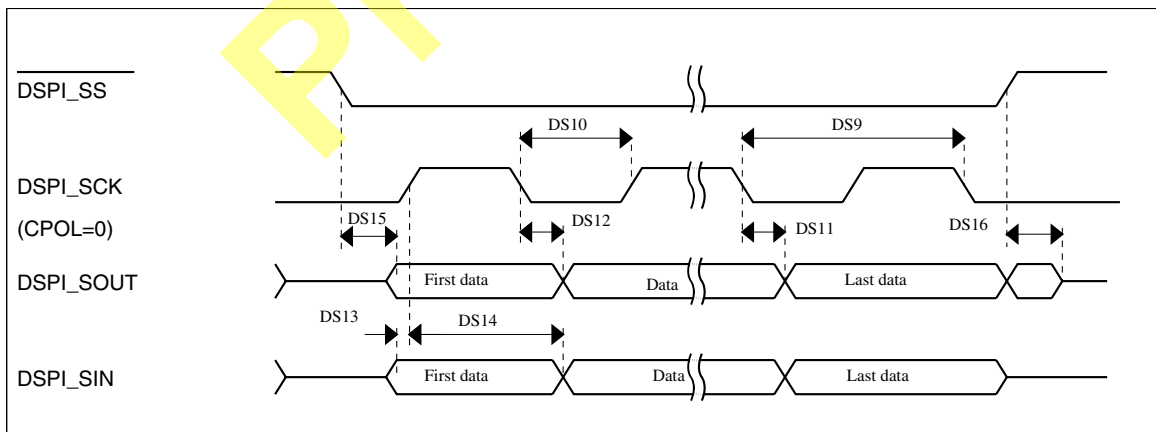 PI
DSPI_SS
DS10
DS9
DSPI_SCK
(CPOL=0)
DS15
DS12
DS11
DS16
DSPI_SOUT
First data
Data
Last data
DS13
DS14
DSPI_SIN
First data
Data
Last data